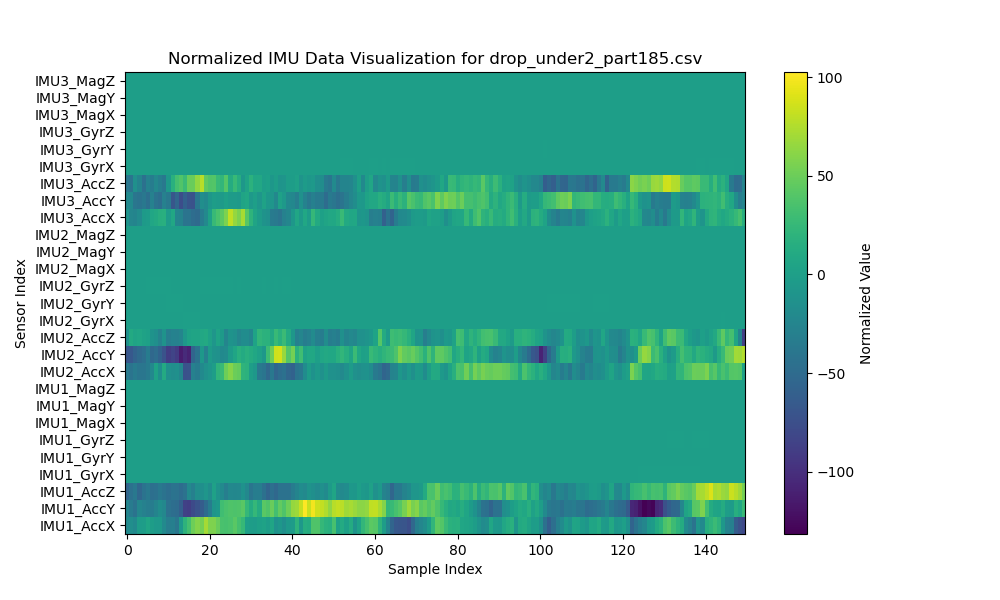 Normalized IMU Data Visualization for drop_under2_part185.csv
IMU3_MagZ
IMU3_MagY
IMU3_MagX
IMU3_GyrZ
IMU3_GyrY
IMU3_GyrX
IMU3_AccZ
IMU3_AccY
IMU3_AccX
IMU2_MagZ
IMU2_MagY
IMU2_MagX
IMU2_GyrZ
IMU2_GyrY
IMU2_GyrX
IMU2_AccZ
IMU2_AccY
IMU2_AccX
IMU1_MagZ
IMU1_MagY
IMU1_MagX
IMU1_GyrZ
IMU1_GyrY
IMU1_GyrX
IMU1_AccZ
IMU1_AccY
IMU1_AccX
Sensor Index
0 20 40 60 80 100 120 140
Sample Index
100
50
0
−50
−100
Normalized Value